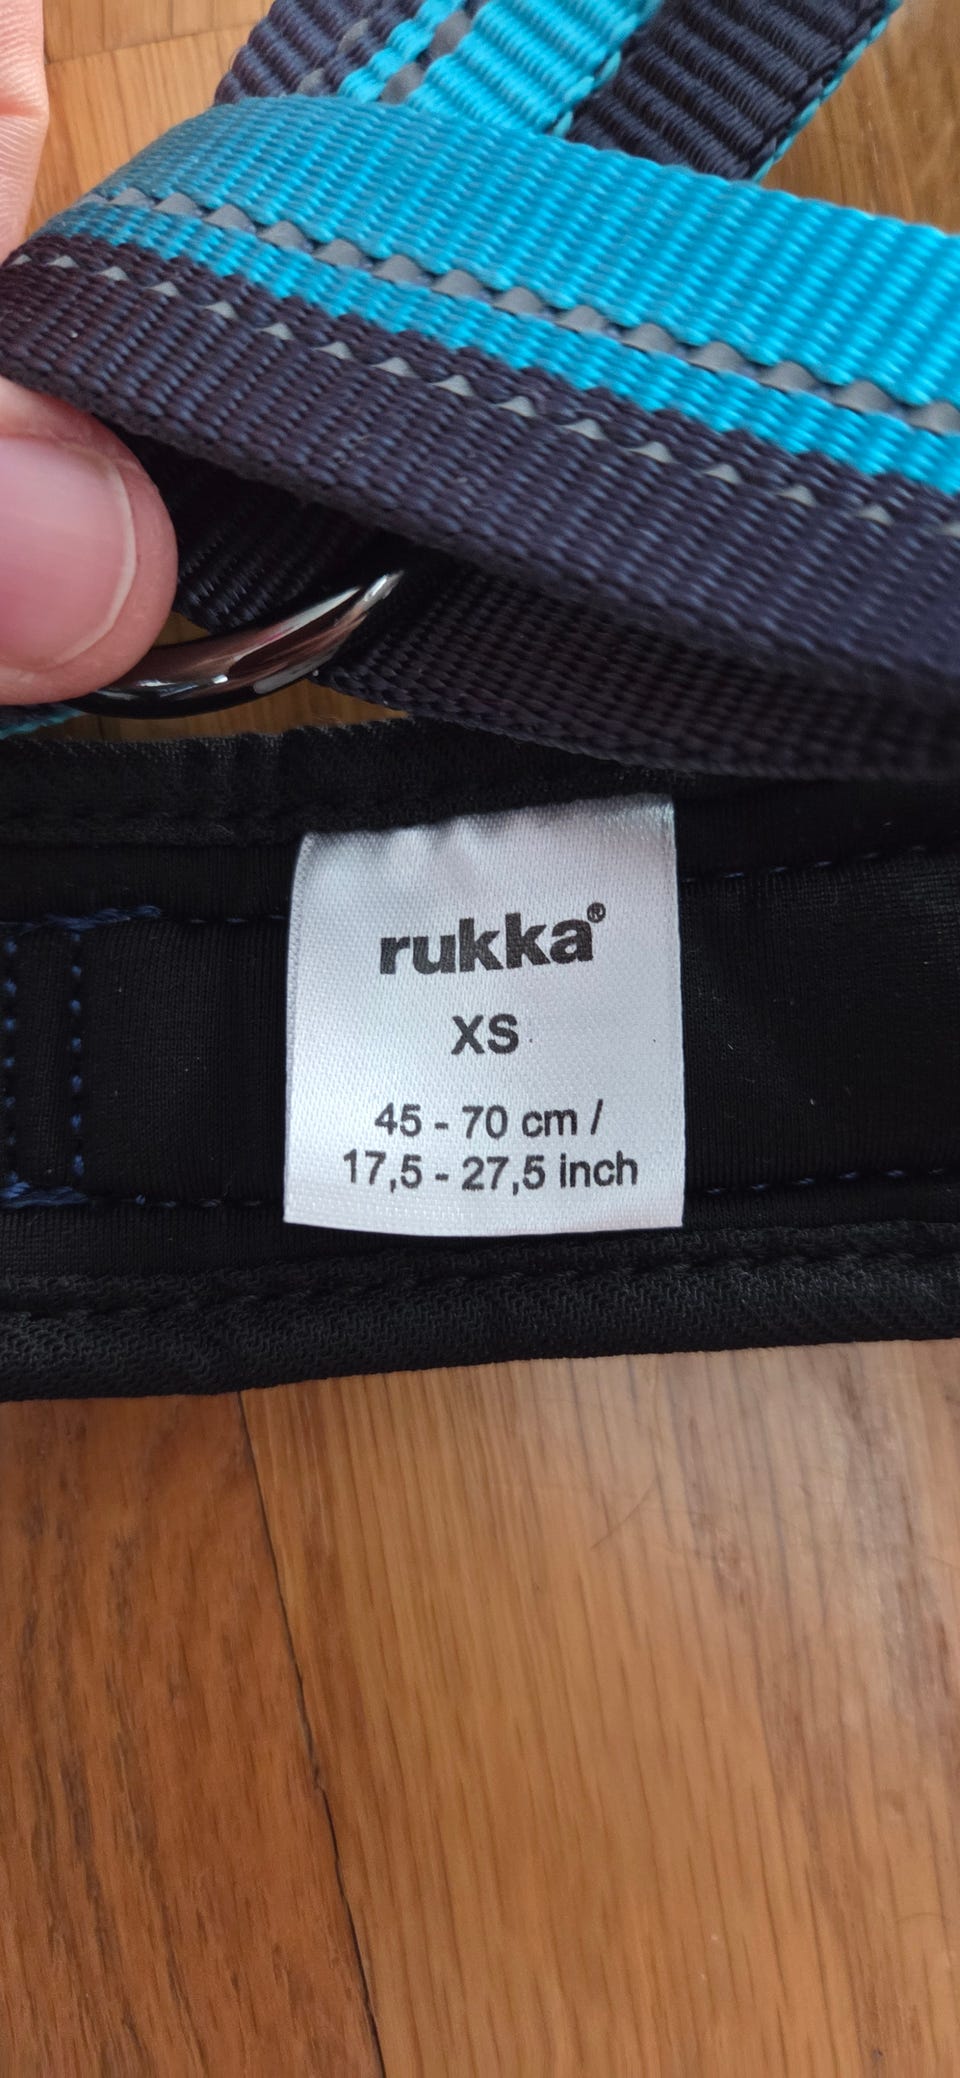 rukka®
XS
45 - 70 cm /
17,5 - 27,5 inch